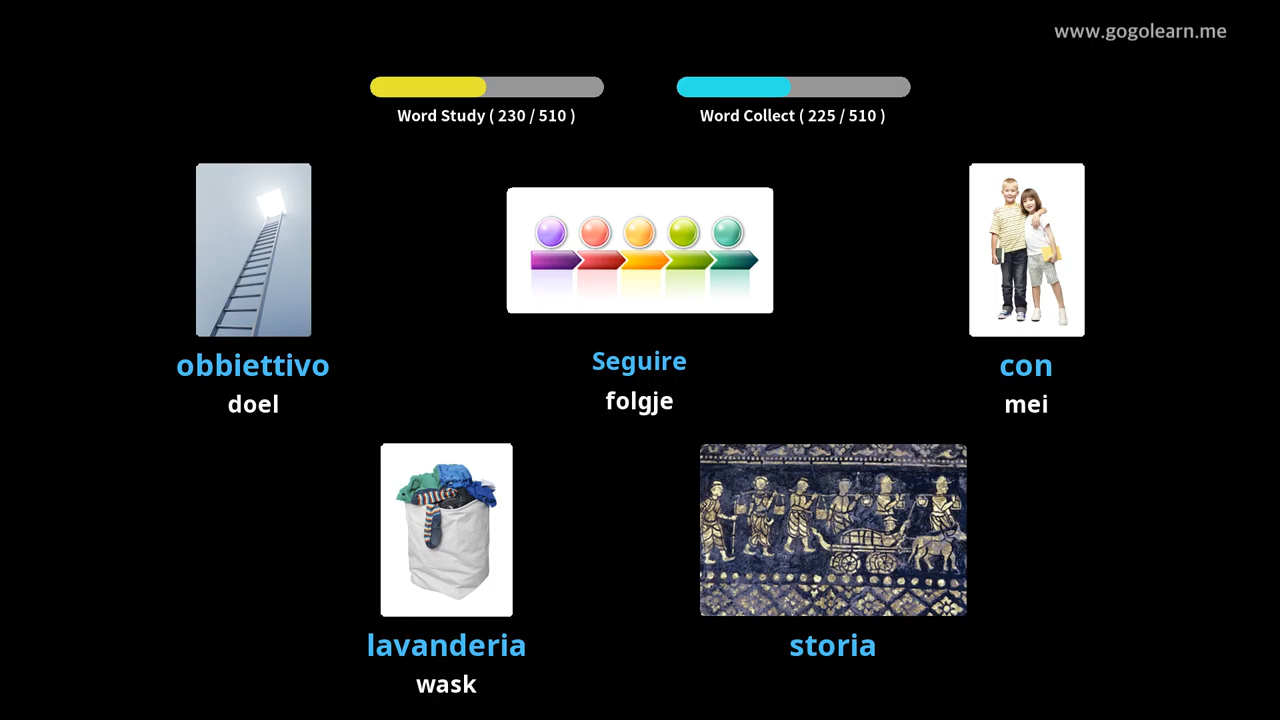 www.gogolearn.me
Word Study ( 230 / 510 )
Word Collect ( 225 / 510 )
obbiettivo
doel
Seguire
folgje
con
mei
lavanderia
wask
storia